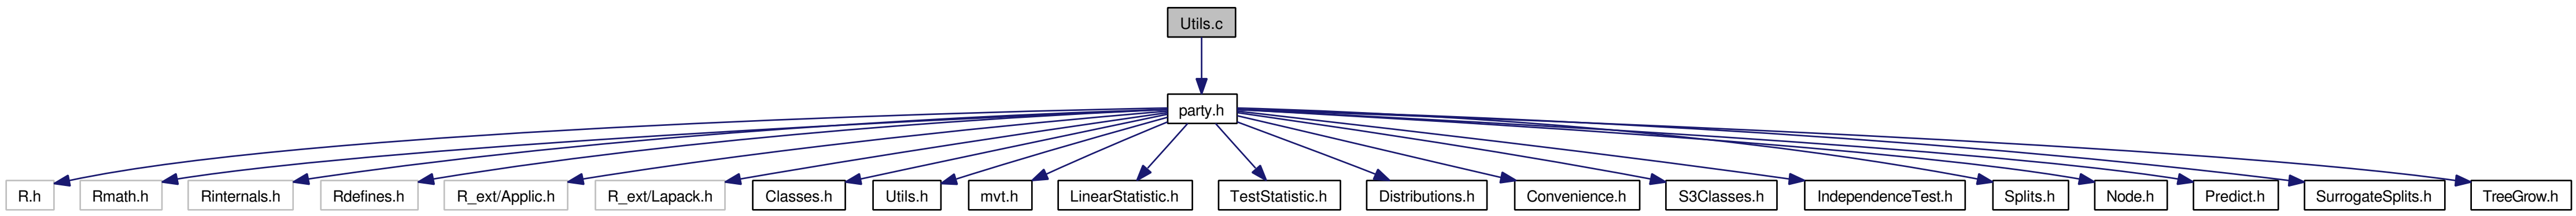 Utils.c
party.h
R.h
Rmath.h
Rinternals.h
Rdefines.h
R_ext/Applic.h
R_ext/Lapack.h
Classes.h
Utils.h
mvt.h
LinearStatistic.h
TestStatistic.h
Distributions.h
Convenience.h
S3Classes.h
IndependenceTest.h
Splits.h
Node.h
Predict.h
SurrogateSplits.h
TreeGrow.h